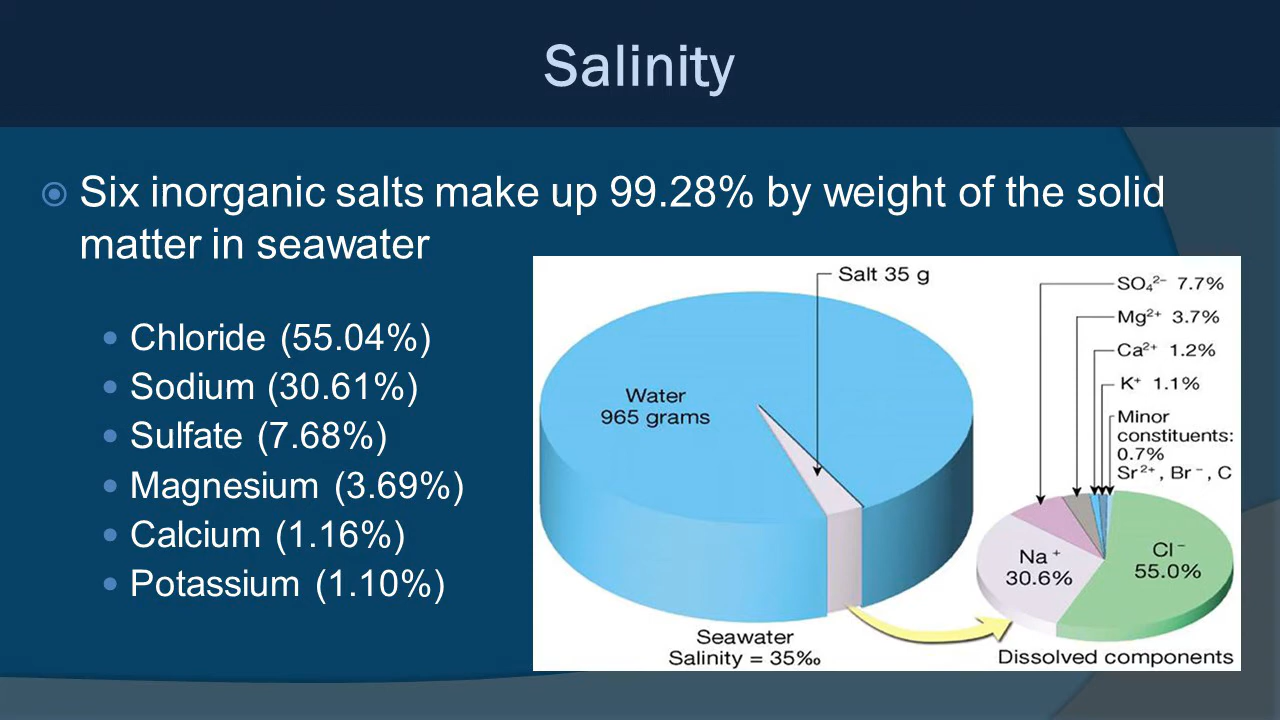 Salinity
Six inorganic salts make up 99.28% by weight of the solid
matter in seawater
Chloride (55.04%)
Sodium (30.61%)
Sulfate (7.68%)
Magnesium (3.69%)
Calcium (1.16%)
Potassium (1.10%)
Salt 35 g
Water
965 grams
Seawater
Salinity = 35‰
SO₄²⁻ 7.7%
Mg²⁺ 3.7%
Ca²⁺ 1.2%
K⁺ 1.1%
Minor
constituents:
0.7%
Sr²⁺, Br⁻, C
Na⁺
30.6%
Cl⁻
55.0%
Dissolved components